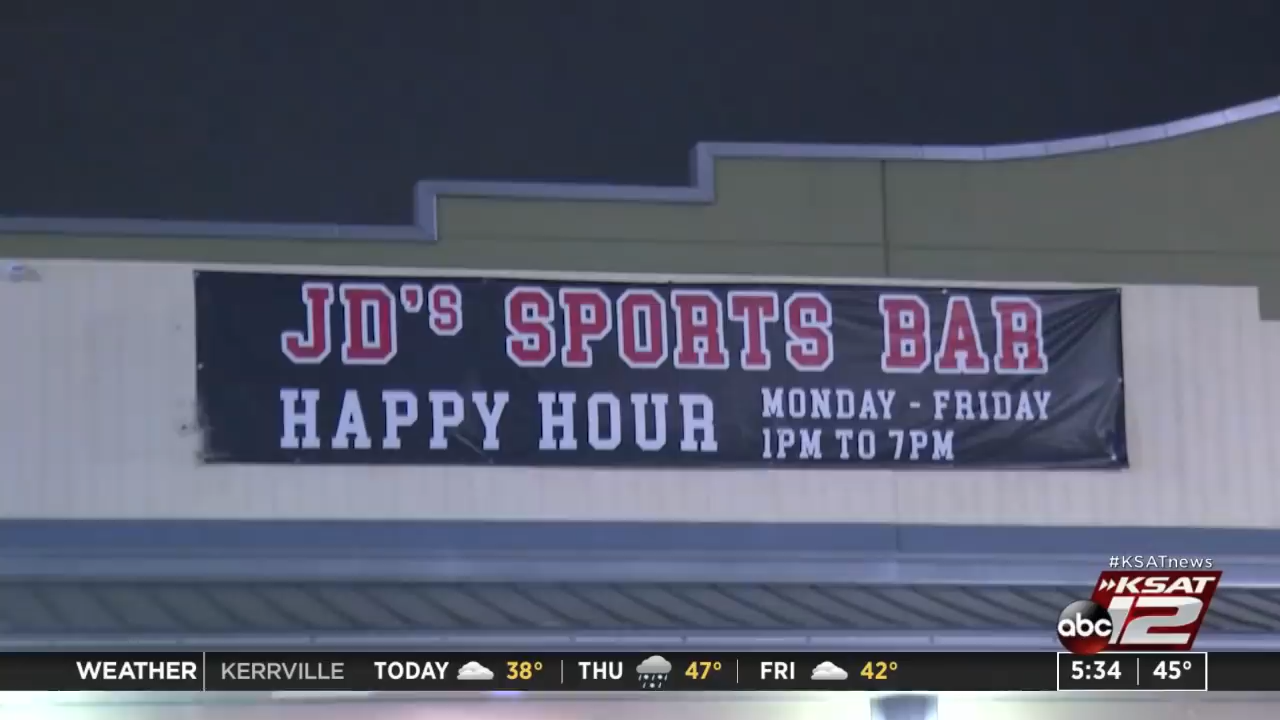 JD'S SPORTS BAR
HAPPY HOUR
MONDAY - FRIDAY
1PM TO 7PM
#KSATnews
KSAT
abc 12
WEATHER KERRVILLE TODAY 38° THU 47° FRI 42° 5:34 45°